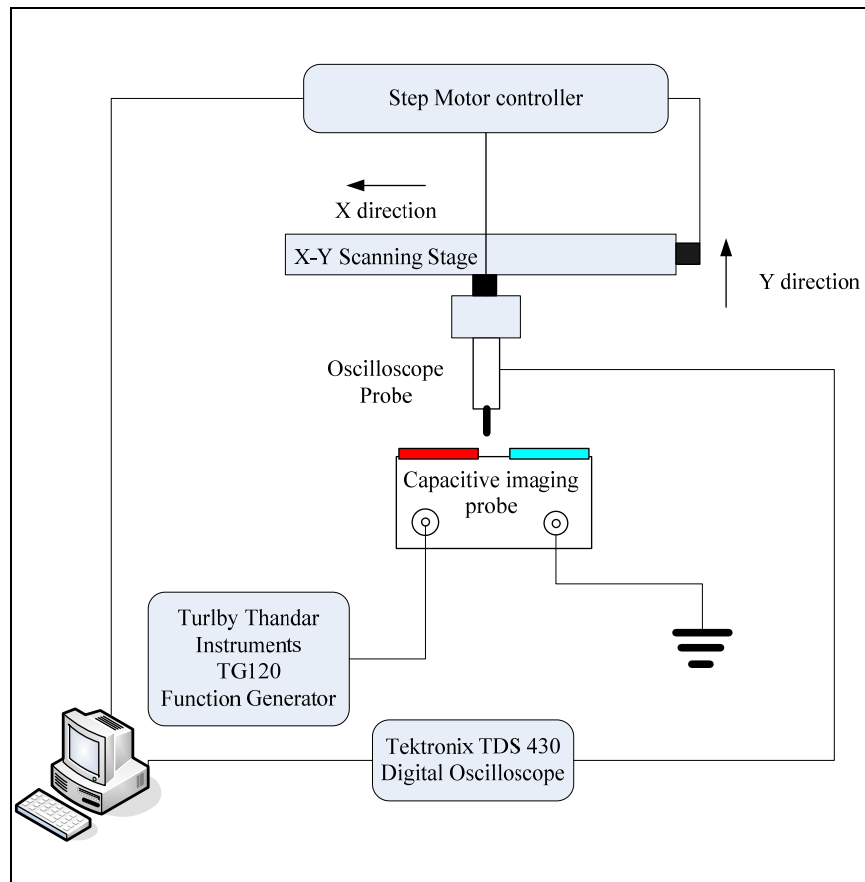 Step Motor controller
X direction
X-Y Scanning Stage
Y direction
Oscilloscope
Probe
Capacitive imaging
probe
Turlby Thandar
Instruments
TG120
Function Generator
Tektronix TDS 430
Digital Oscilloscope